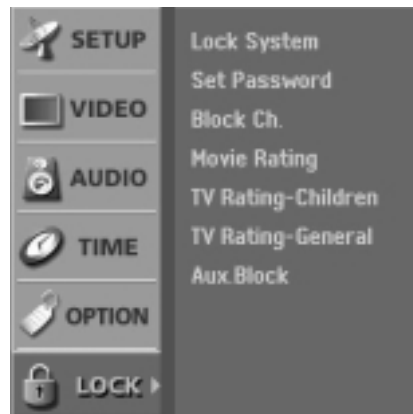 SETUP
VIDEO
AUDIO
TIME
OPTION
LOCK
Lock System
Set Password
Block Ch.
Movie Rating
TV Rating-Children
TV Rating-General
Aux.Block